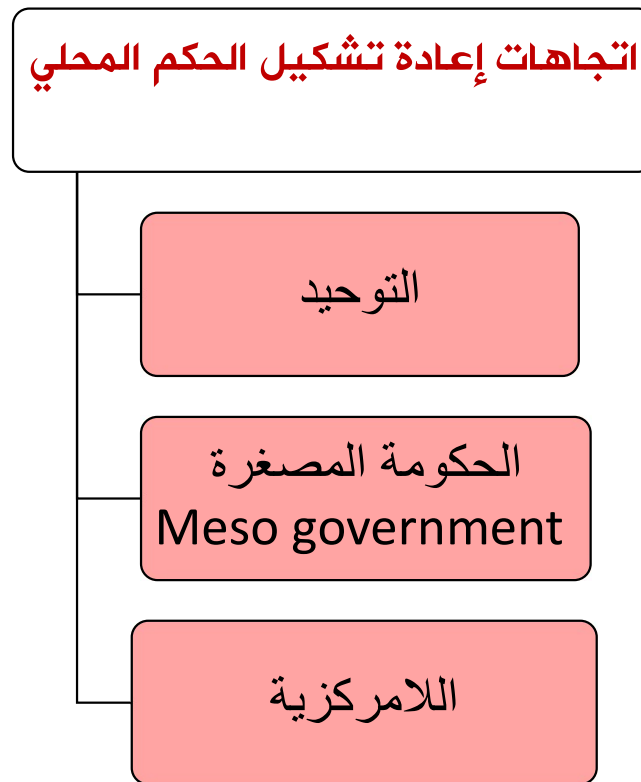 اتجاهات إعادة تشكيل الحكم المحلي
التوحيد
الحكومة المصغرة
Meso government
اللامركزية